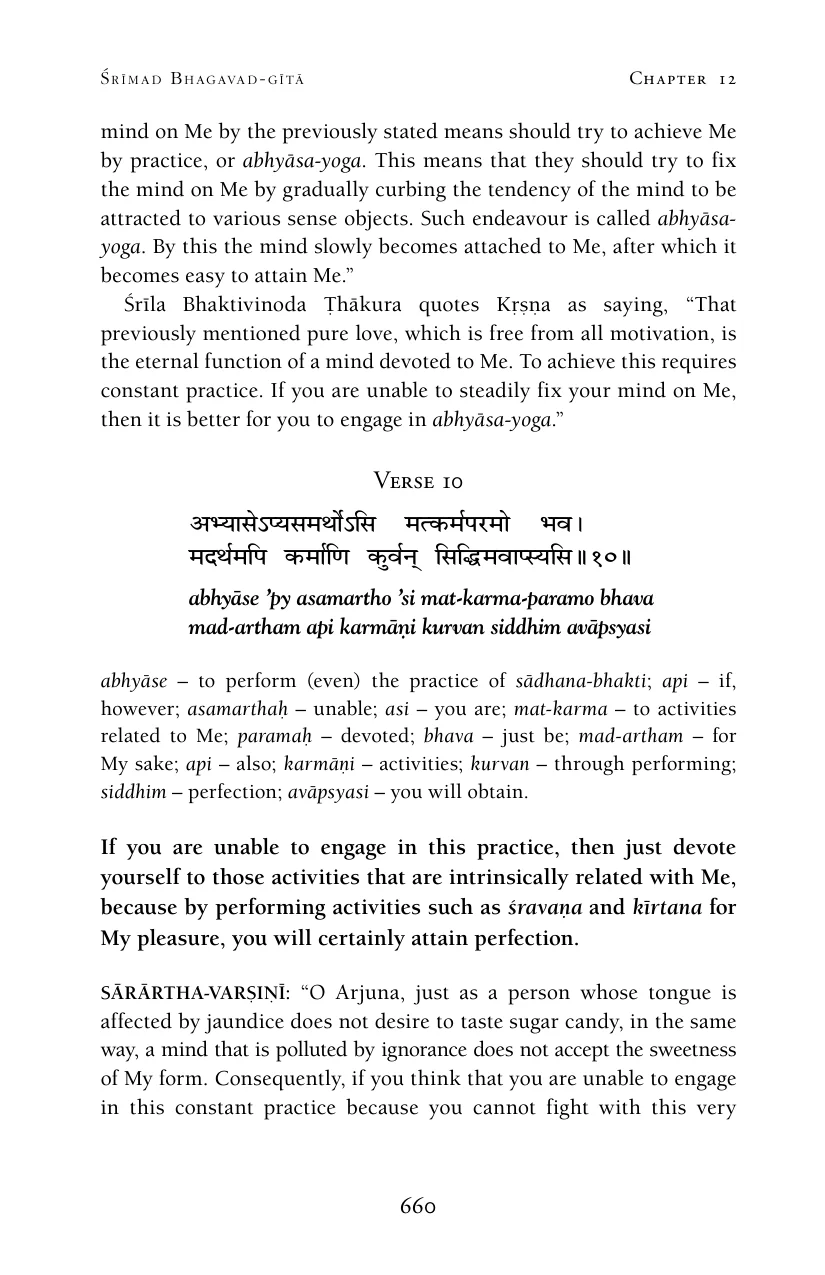 Śrīmad Bhagavad-gītā Chapter 12
mind on Me by the previously stated means should try to achieve Me
by practice, or abhyāsa-yoga. This means that they should try to fix
the mind on Me by gradually curbing the tendency of the mind to be
attracted to various sense objects. Such endeavour is called abhyāsa-
yoga. By this the mind slowly becomes attached to Me, after which it
becomes easy to attain Me.”
Śrīla Bhaktivinoda Ṭhākura quotes Kṛṣṇa as saying, “That
previously mentioned pure love, which is free from all motivation, is
the eternal function of a mind devoted to Me. To achieve this requires
constant practice. If you are unable to steadily fix your mind on Me,
then it is better for you to engage in abhyāsa-yoga.”
Verse 10
अभ्यासेऽप्यसमर्थोऽसि मत्कर्मपरमो भव।
मदर्थमपि कर्माणि कुर्वन् सिद्धिमवाप्स्यसि॥१०॥
abhyāse ’py asamartho ’si mat-karma-paramo bhava
mad-artham api karmāṇi kurvan siddhim avāpsyasi
abhyāse – to perform (even) the practice of sādhana-bhakti; api – if,
however; asamarthaḥ – unable; asi – you are; mat-karma – to activities
related to Me; paramaḥ – devoted; bhava – just be; mad-artham – for
My sake; api – also; karmāṇi – activities; kurvan – through performing;
siddhim – perfection; avāpsyasi – you will obtain.
If you are unable to engage in this practice, then just devote
yourself to those activities that are intrinsically related with Me,
because by performing activities such as śravaṇa and kīrtana for
My pleasure, you will certainly attain perfection.
SĀRĀRTHA-VARṢIṆĪ: “O Arjuna, just as a person whose tongue is
affected by jaundice does not desire to taste sugar candy, in the same
way, a mind that is polluted by ignorance does not accept the sweetness
of My form. Consequently, if you think that you are unable to engage
in this constant practice because you cannot fight with this very
660